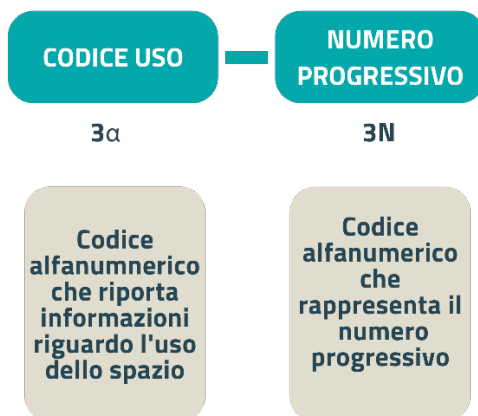 CODICE USO
NUMERO
PROGRESSIVO
3α
3N
Codice
alfanumnerico
che riporta
informazioni
riguardo l'uso
dello spazio
Codice
alfanumerico
che
rappresenta il
numero
progressivo